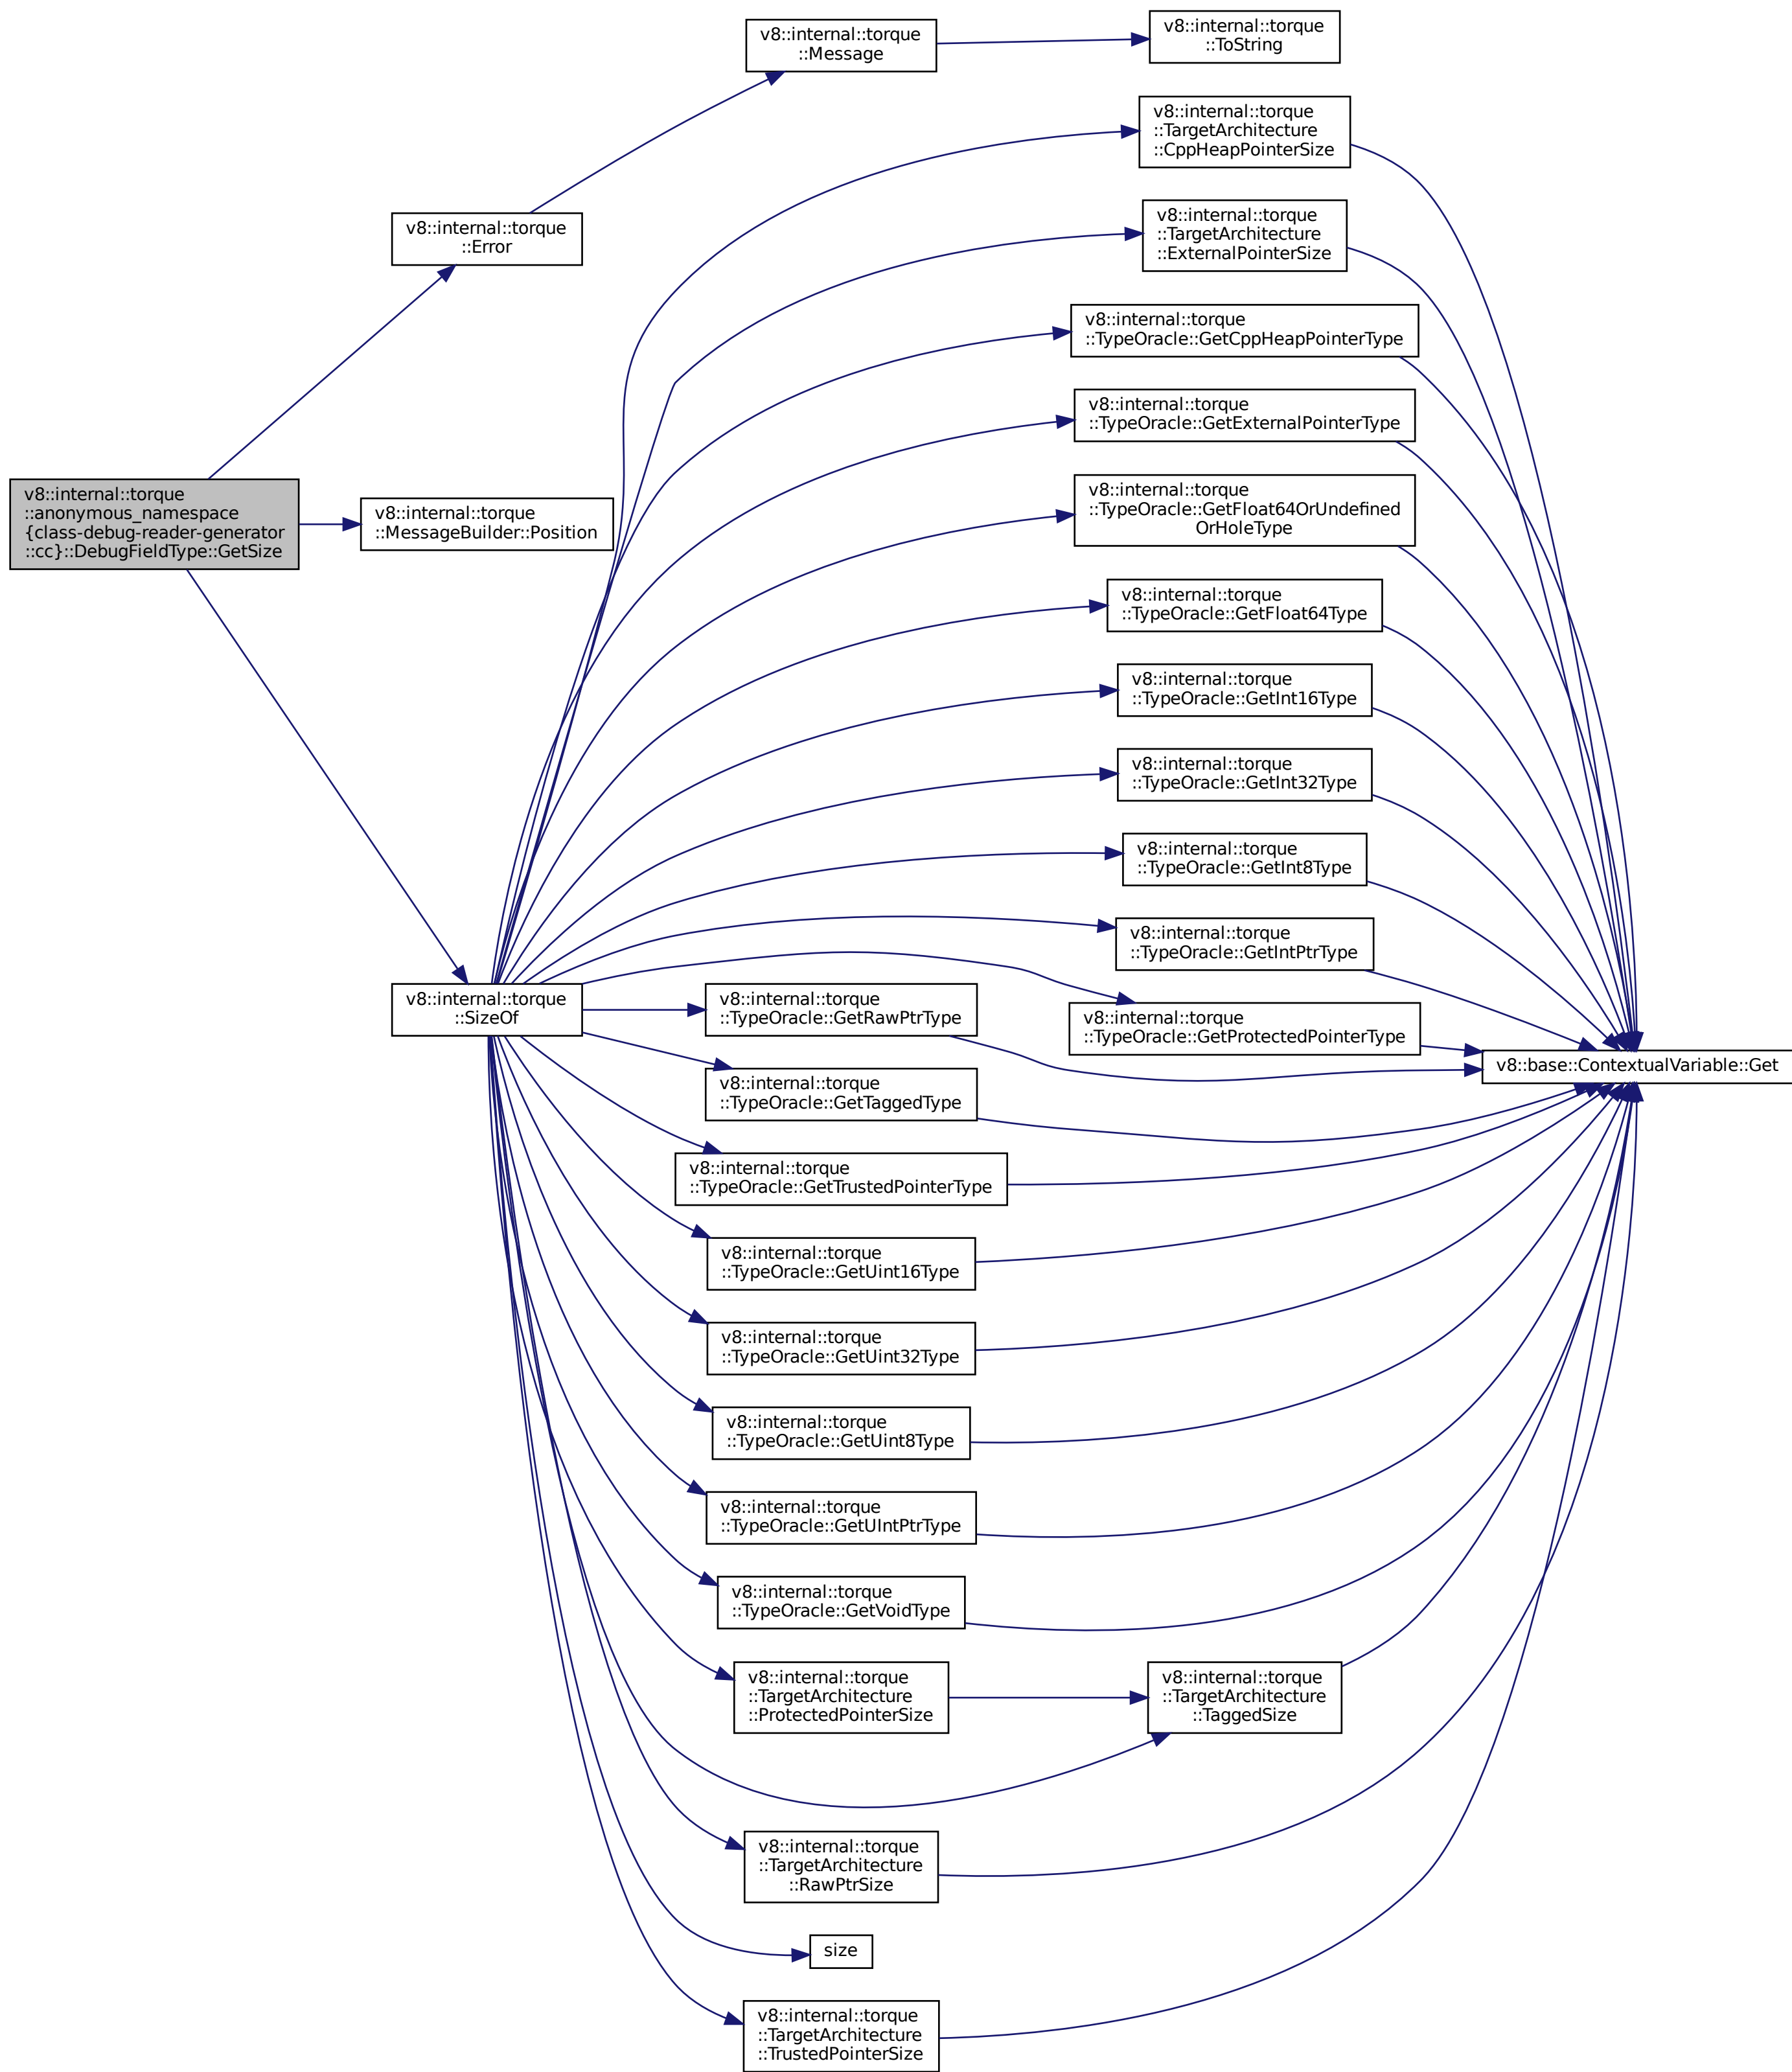 v8::internal::torque
::Message
v8::internal::torque
::ToString
v8::internal::torque
::TargetArchitecture
::CppHeapPointerSize
v8::internal::torque
::Error
v8::internal::torque
::TargetArchitecture
::ExternalPointerSize
v8::internal::torque
::TypeOracle::GetCppHeapPointerType
v8::internal::torque
::TypeOracle::GetExternalPointerType
v8::internal::torque
::anonymous_namespace
{class-debug-reader-generator
::cc}::DebugFieldType::GetSize
v8::internal::torque
::MessageBuilder::Position
v8::internal::torque
::TypeOracle::GetFloat64OrUndefined
OrHoleType
v8::internal::torque
::TypeOracle::GetFloat64Type
v8::internal::torque
::TypeOracle::GetInt16Type
v8::internal::torque
::TypeOracle::GetInt32Type
v8::internal::torque
::TypeOracle::GetInt8Type
v8::internal::torque
::TypeOracle::GetIntPtrType
v8::internal::torque
::SizeOf
v8::internal::torque
::TypeOracle::GetRawPtrType
v8::internal::torque
::TypeOracle::GetProtectedPointerType
v8::base::ContextualVariable::Get
v8::internal::torque
::TypeOracle::GetTaggedType
v8::internal::torque
::TypeOracle::GetTrustedPointerType
v8::internal::torque
::TypeOracle::GetUint16Type
v8::internal::torque
::TypeOracle::GetUint32Type
v8::internal::torque
::TypeOracle::GetUint8Type
v8::internal::torque
::TypeOracle::GetUIntPtrType
v8::internal::torque
::TypeOracle::GetVoidType
v8::internal::torque
::TargetArchitecture
::ProtectedPointerSize
v8::internal::torque
::TargetArchitecture
::TaggedSize
v8::internal::torque
::TargetArchitecture
::RawPtrSize
size
v8::internal::torque
::TargetArchitecture
::TrustedPointerSize